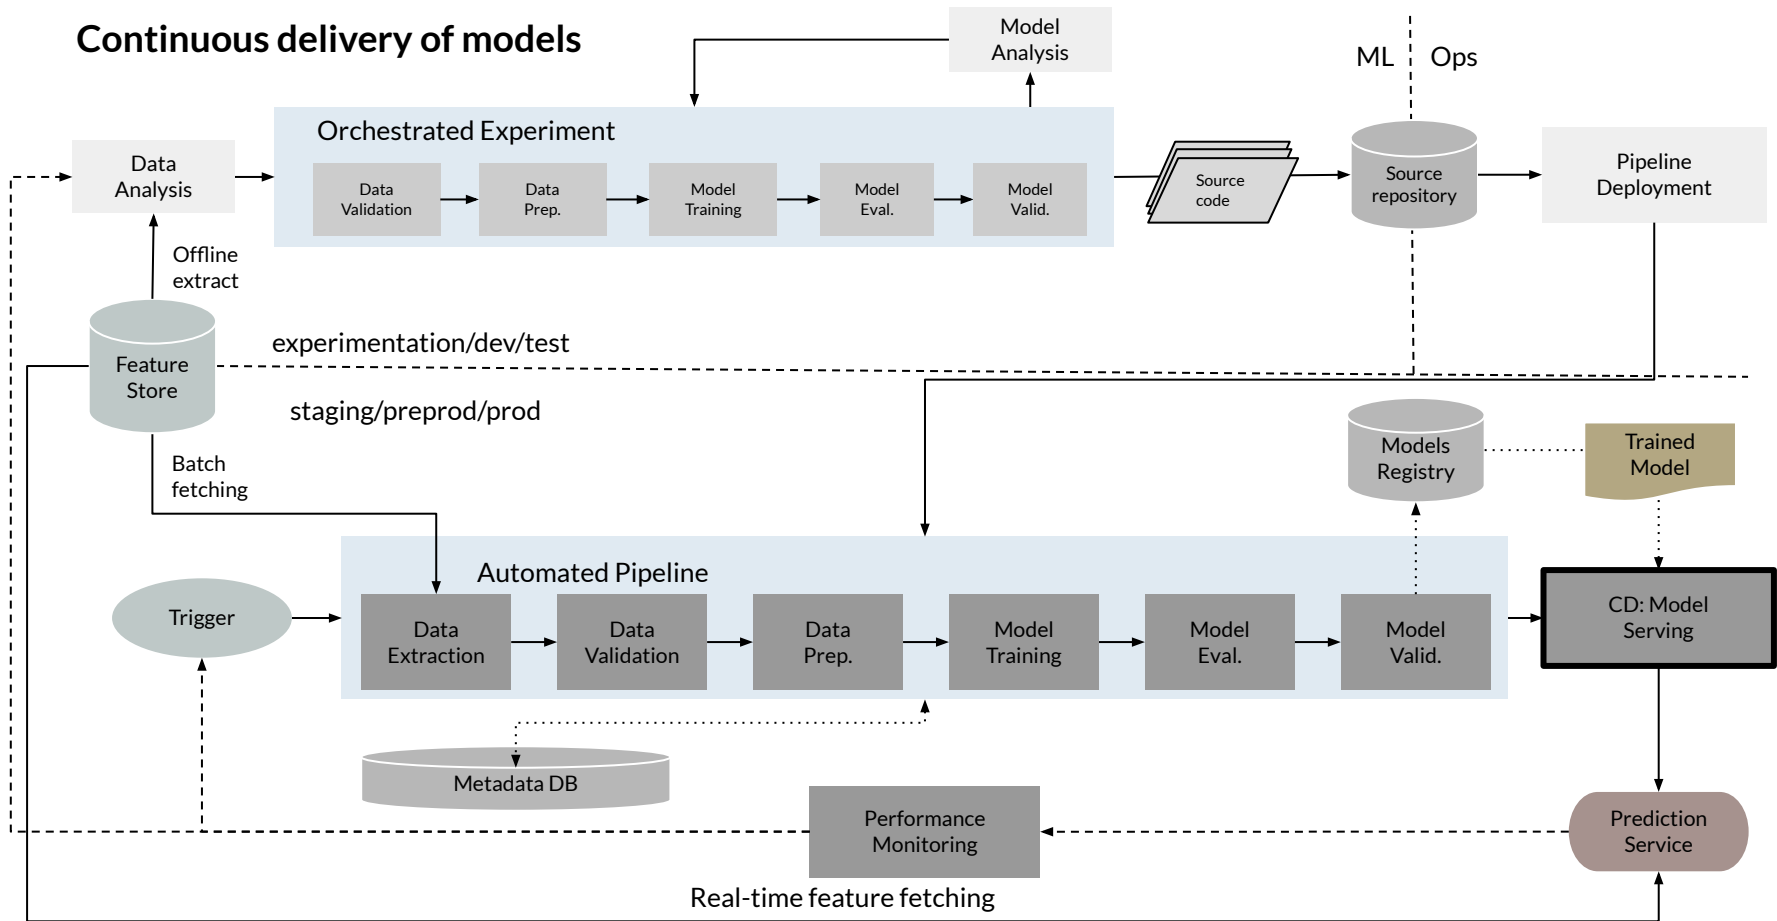 Continuous delivery of models
Model
Analysis
ML
Ops
Orchestrated Experiment
Data
Analysis
Data
Validation
Data
Prep.
Model
Training
Model
Eval.
Model
Valid.
Source
code
Source
repository
Pipeline
Deployment
Offline
extract
Feature
Store
experimentation/dev/test
staging/preprod/prod
Batch
fetching
Models
Registry
Trained
Model
Automated Pipeline
Trigger
Data
Extraction
Data
Validation
Data
Prep.
Model
Training
Model
Eval.
Model
Valid.
CD: Model
Serving
Metadata DB
Performance
Monitoring
Prediction
Service
Real-time feature fetching